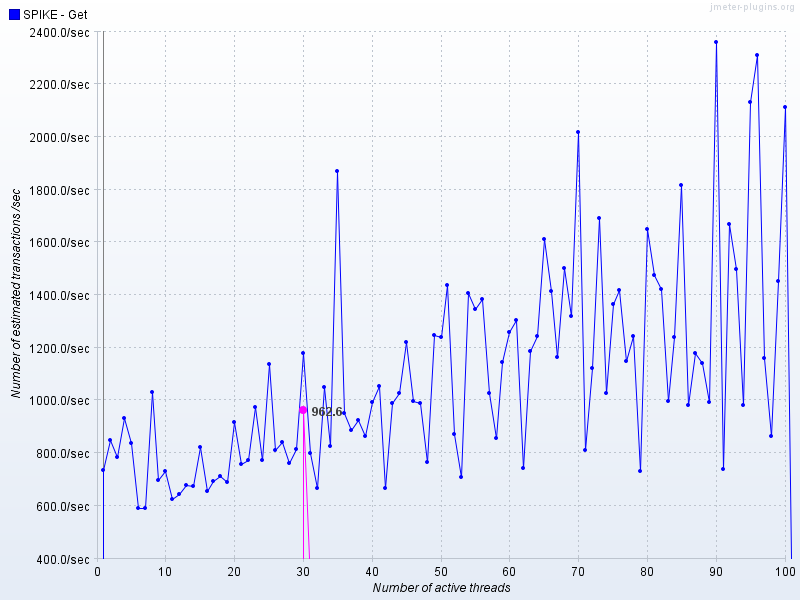 jmeter-plugins.org
SPIKE - Get
2400.0/sec
2200.0/sec
2000.0/sec
1800.0/sec
1600.0/sec
1400.0/sec
1200.0/sec
1000.0/sec
800.0/sec
600.0/sec
400.0/sec
Number of estimated transactions /sec
962.6
0 10 20 30 40 50 60 70 80 90 100
Number of active threads